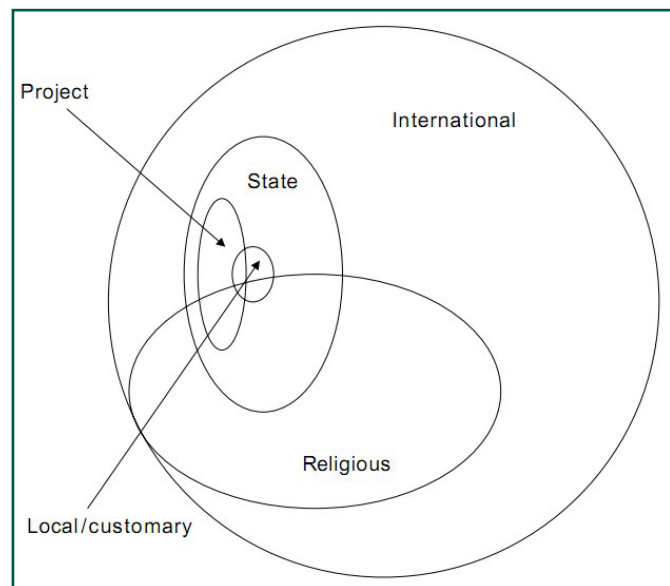 Project
International
State
Religious
Local/customary